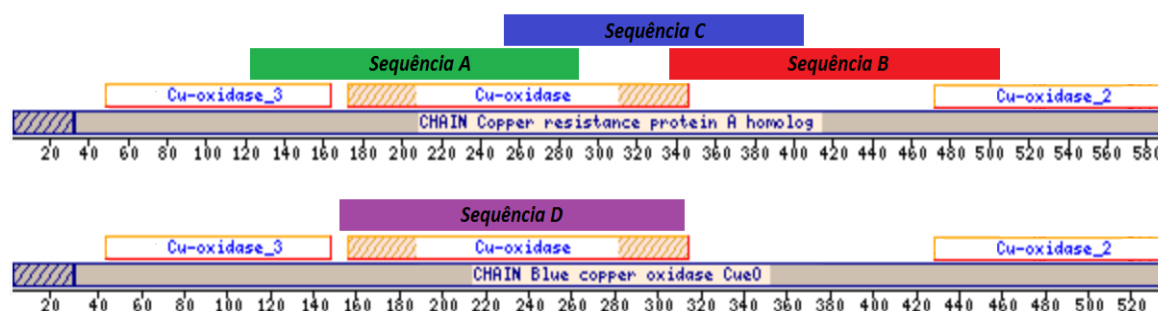 Sequência C
Sequência A Sequência B
Cu-oxidase_3 Cu-oxidase Cu-oxidase_2
CHAIN Copper resistance protein A homolog
20 40 60 80 100 120 140 160 180 200 220 240 260 280 300 320 340 360 380 400 420 440 460 480 500 520 540 560 580
Sequência D
Cu-oxidase_3 Cu-oxidase Cu-oxidase_2
CHAIN Blue copper oxidase CueO
20 40 60 80 100 120 140 160 180 200 220 240 260 280 300 320 340 360 380 400 420 440 460 480 500 520